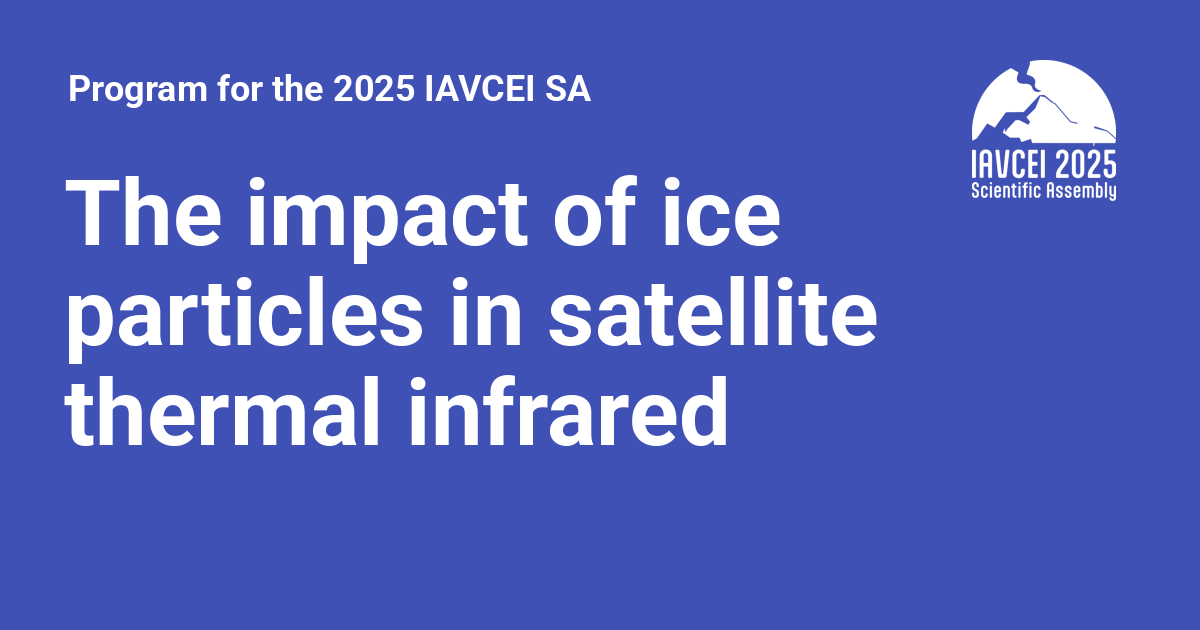 Program for the 2025 IAVCEI SA
IAVCEI 2025
Scientific Assembly
The impact of ice
particles in satellite
thermal infrared